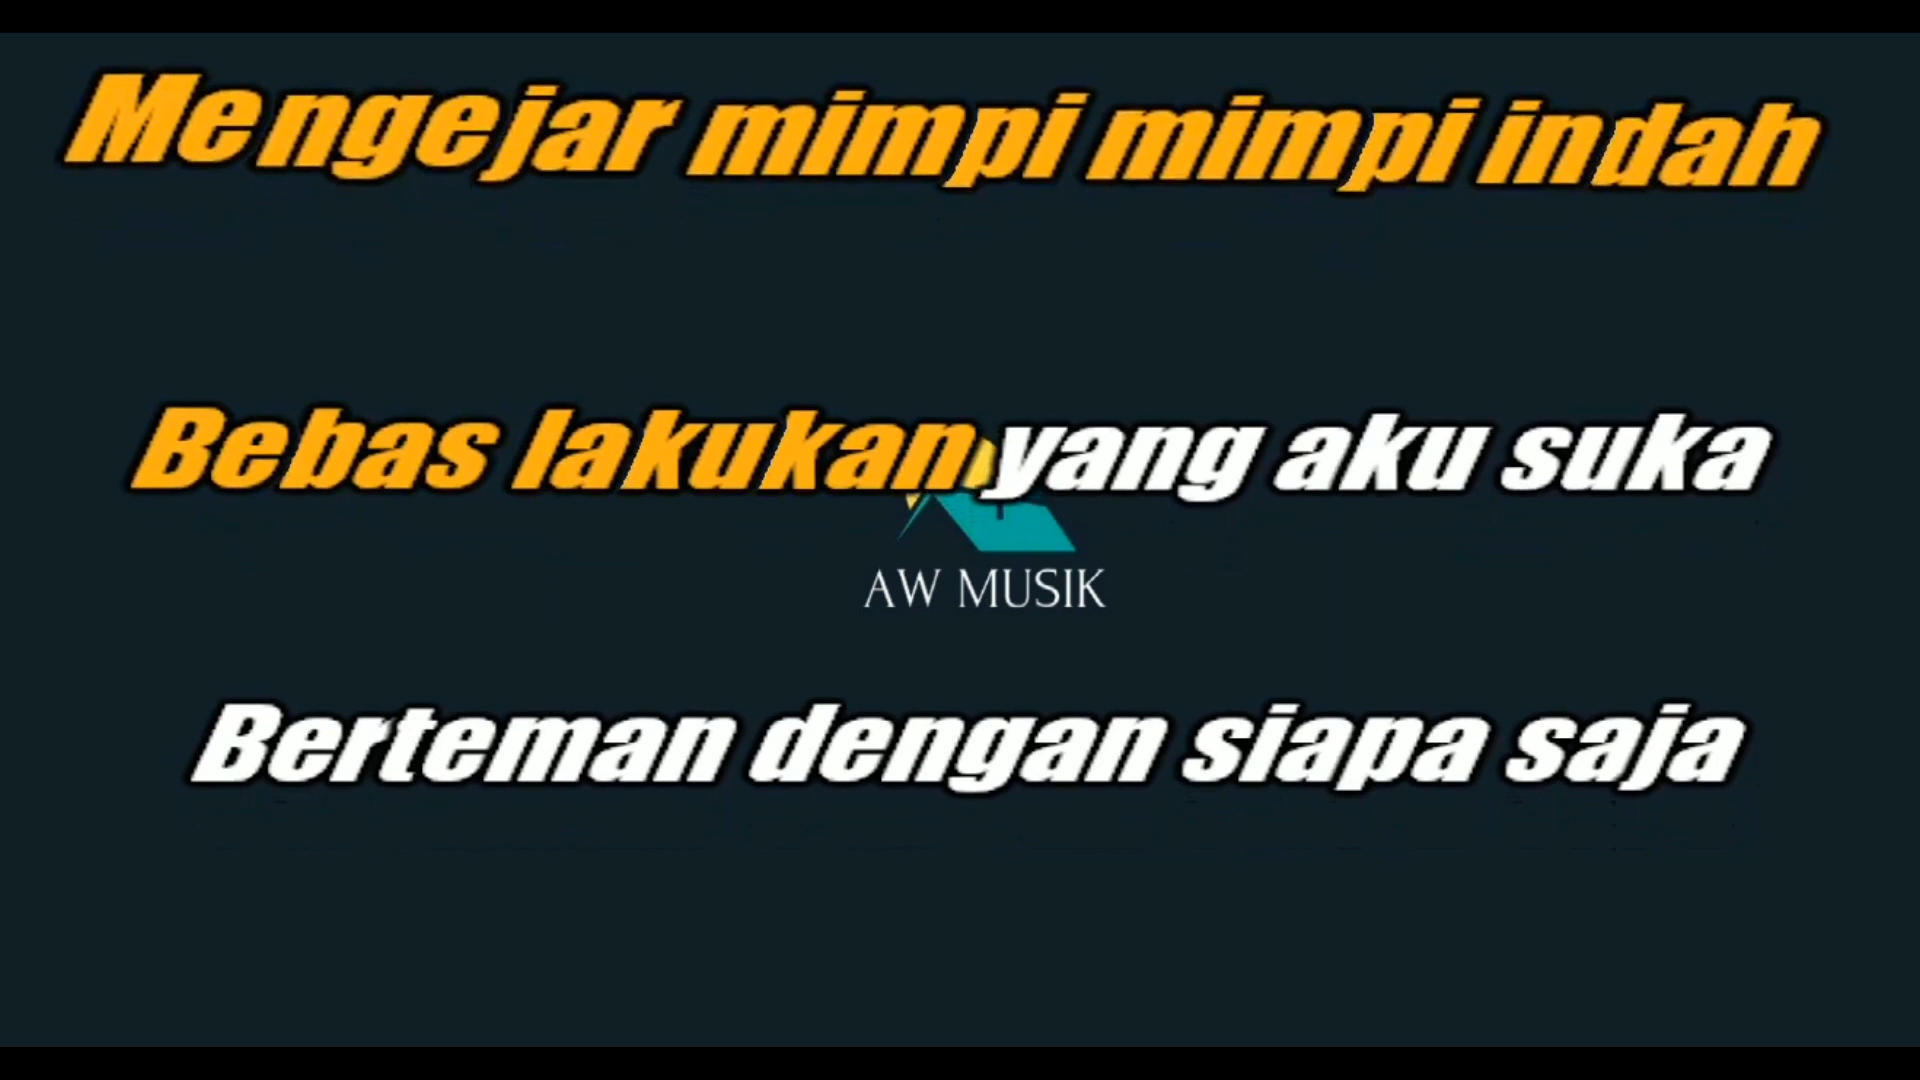 Mengejar mimpi mimpi indah
Bebas lakukan yang aku suka
AW MUSIK
Berteman dengan siapa saja